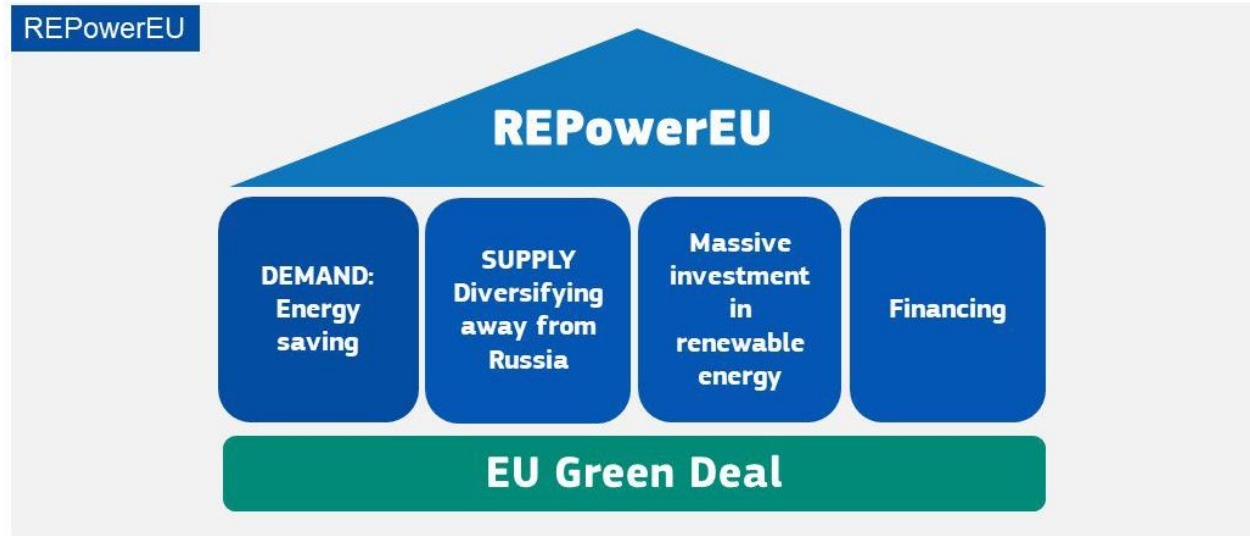 REPowerEU
REPowerEU
DEMAND:
Energy
saving
SUPPLY
Diversifying
away from
Russia
Massive
investment
in
renewable
energy
Financing
EU Green Deal